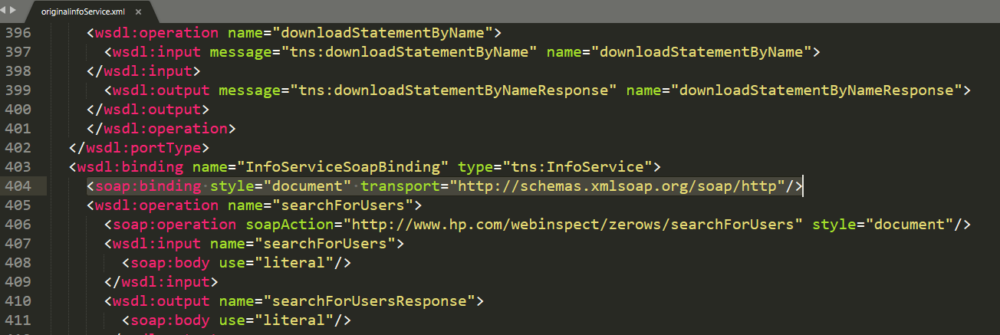 originalinfoService.xml ×
396 <wsdl:operation name="downloadStatementByName">
397 <wsdl:input message="tns:downloadStatementByName" name="downloadStatementByName">
398 </wsdl:input>
399 <wsdl:output message="tns:downloadStatementByNameResponse" name="downloadStatementByNameResponse">
400 </wsdl:output>
401 </wsdl:operation>
402 </wsdl:portType>
403 <wsdl:binding name="InfoServiceSoapBinding" type="tns:InfoService">
404 <soap:binding style="document" transport="http://schemas.xmlsoap.org/soap/http"/>
405 <wsdl:operation name="searchForUsers">
406 <soap:operation soapAction="http://www.hp.com/webinspect/zerows/searchForUsers" style="document"/>
407 <wsdl:input name="searchForUsers">
408 <soap:body use="literal"/>
409 </wsdl:input>
410 <wsdl:output name="searchForUsersResponse">
411 <soap:body use="literal"/>